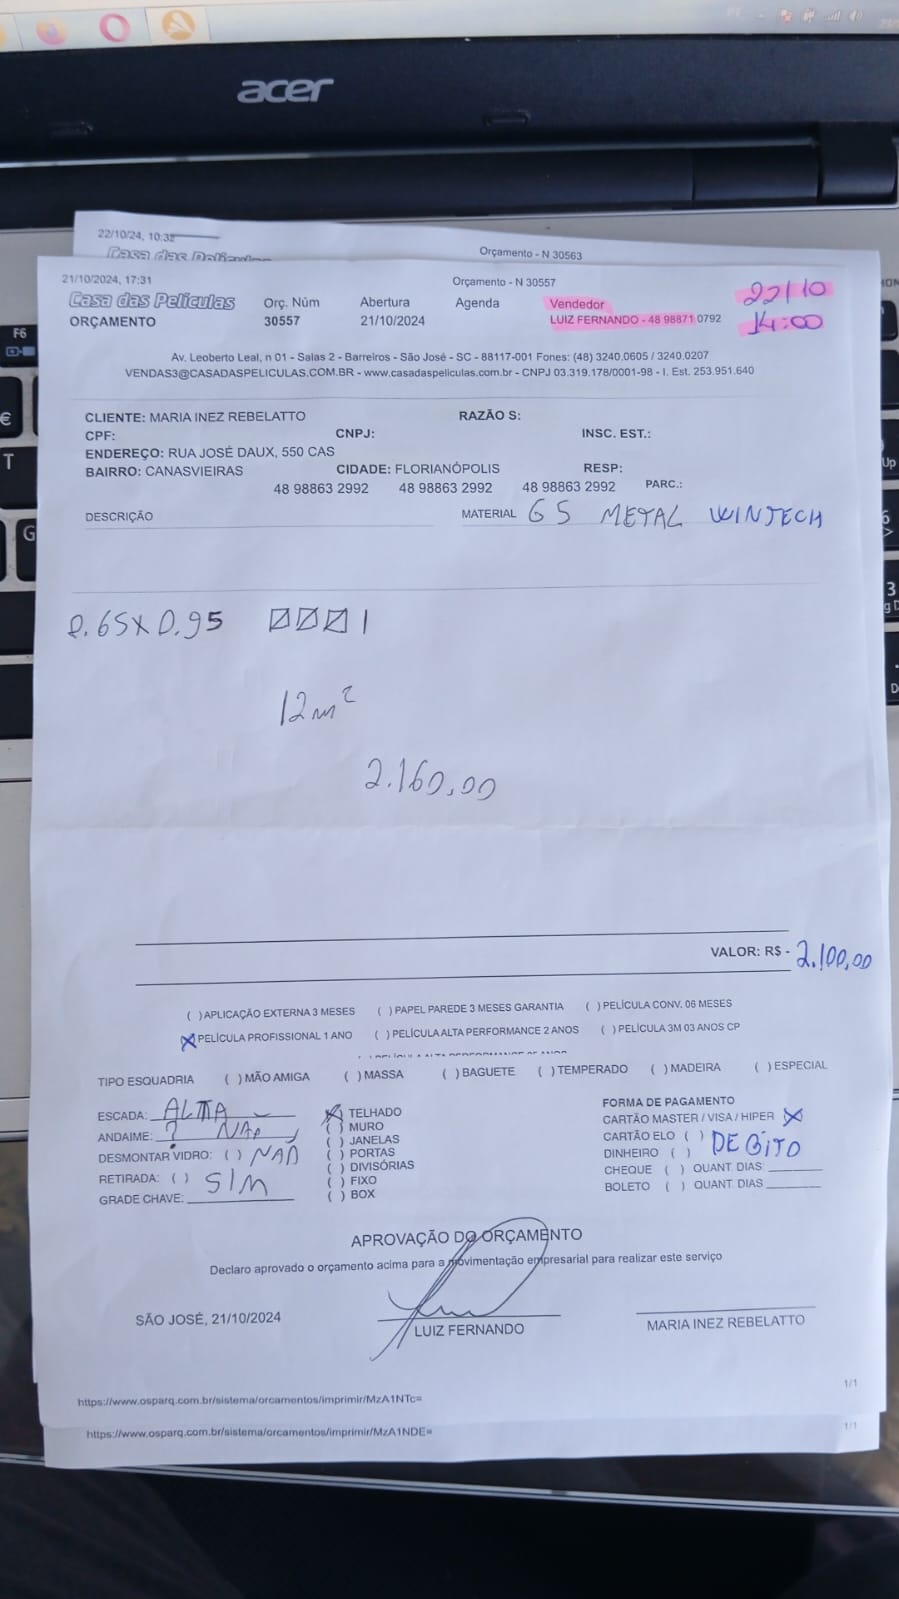 acer
22/10/24, 10:32
Orçamento - N 30563
Casa das Películas
21/10/2024, 17:31
Orçamento - N 30557
Casa das Películas Orç. Núm Abertura Agenda Vendedor 22/10
ORÇAMENTO 30557 21/10/2024 LUIZ FERNANDO - 48 98871 0792 14:00
Av. Leoberto Leal, n 01 - Salas 2 - Barreiros - São José - SC - 88117-001 Fones: (48) 3240.0605 / 3240.0207
VENDAS3@CASADASPELICULAS.COM.BR - www.casadaspeliculas.com.br - CNPJ 03.319.178/0001-98 - I. Est. 253.951.640
CLIENTE: MARIA INEZ REBELATTO RAZÃO S:
CPF: CNPJ: INSC. EST.:
ENDEREÇO: RUA JOSÉ DAUX, 550 CAS
BAIRRO: CANASVIEIRAS CIDADE: FLORIANÓPOLIS RESP:
48 98863 2992 48 98863 2992 48 98863 2992 PARC.:
DESCRIÇÃO MATERIAL G5 METAL WINTECH
.65x0.95
12m²
2.160,00
VALOR: R$ - 2.100,00
( )APLICAÇÃO EXTERNA 3 MESES ( ) PAPEL PAREDE 3 MESES GARANTIA ( ) PELÍCULA CONV. 06 MESES
(X)PELÍCULA PROFISSIONAL 1 ANO ( ) PELÍCULA ALTA PERFORMANCE 2 ANOS ( ) PELÍCULA 3M 03 ANOS CP
TIPO ESQUADRIA ( ) MÃO AMIGA ( ) MASSA ( ) BAGUETE ( ) TEMPERADO ( ) MADEIRA ( ) ESPECIAL
ESCADA: ALTA
ANDAIME: ? NÃO
DESMONTAR VIDRO: ( ) NÃO
RETIRADA: ( ) SIM
GRADE CHAVE:
(X) TELHADO
( ) MURO
( ) JANELAS
( ) PORTAS
( ) DIVISÓRIAS
( ) FIXO
( ) BOX
FORMA DE PAGAMENTO
CARTÃO MASTER / VISA / HIPER X
CARTÃO ELO ( ) DEBITO
DINHEIRO ( )
CHEQUE ( ) QUANT. DIAS:
BOLETO ( ) QUANT. DIAS
APROVAÇÃO DO ORÇAMENTO
Declaro aprovado o orçamento acima para a movimentação empresarial para realizar este serviço
SÃO JOSÉ, 21/10/2024
LUIZ FERNANDO
MARIA INEZ REBELATTO
1/1
https://www.osparq.com.br/sistema/orcamentos/imprimir/MzA1NTc=
1/1
https://www.osparq.com.br/sistema/orcamentos/imprimir/MzA1NDE=